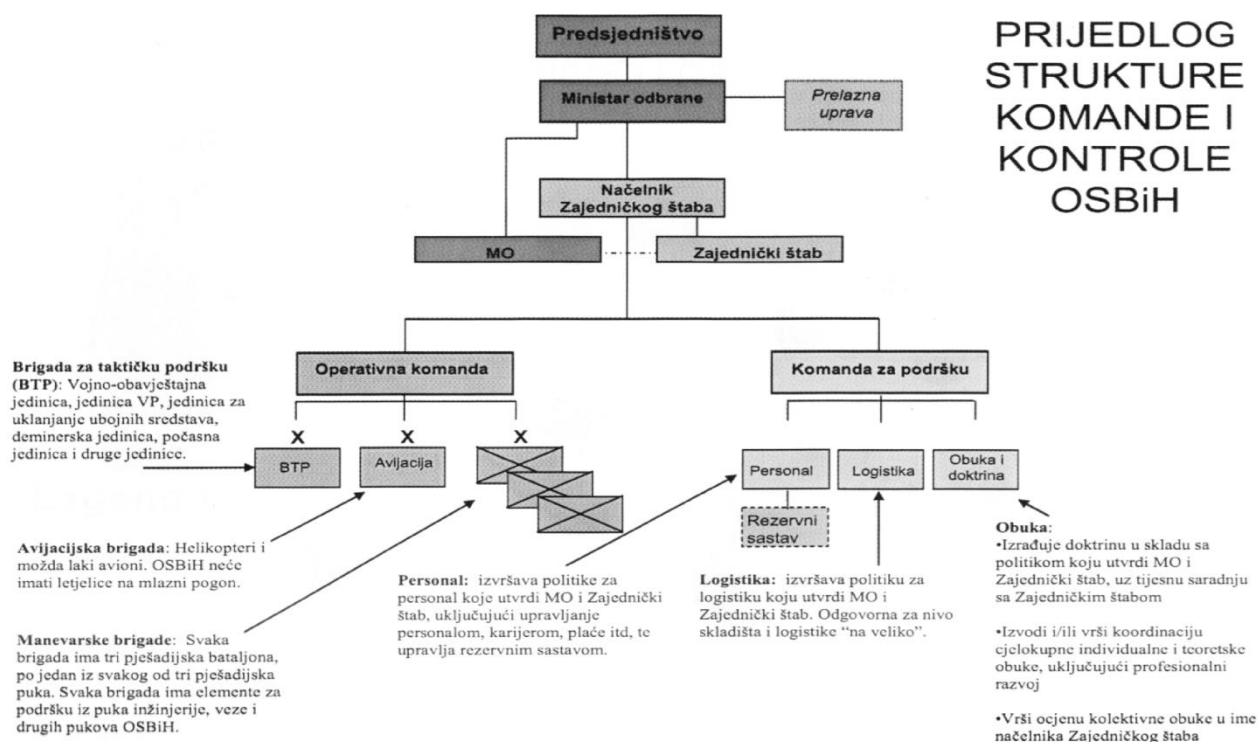 PRIJEDLOG
STRUKTURE
KOMANDE I
KONTROLE
OSBiH
Predsjedništvo
Ministar odbrane
Prelazna
uprava
Načelnik
Zajedničkog štaba
MO
Zajednički štab
Operativna komanda
Komanda za podršku
Brigada za taktičku podršku
(BTP): Vojno-obavještajna
jedinica, jedinica VP, jedinica za
uklanjanje ubojnih sredstava,
deminerska jedinica, počasna
jedinica i druge jedinice.
X
X
X
BTP
Avijacija
Personal
Logistika
Obuka i
doktrina
Rezervni
sastav
Avijacijska brigada: Helikopteri i
možda laki avioni. OSBiH neće
imati letjelice na mlazni pogon.
Manevarske brigade: Svaka
brigada ima tri pješadijska bataljona,
po jedan iz svakog od tri pješadijska
puka. Svaka brigada ima elemente za
podršku iz puka inžinjerije, veze i
drugih pukova OSBiH.
Personal: izvršava politike za
personal koje utvrdi MO i Zajednički
štab, uključujući upravljanje
personalom, karijerom, plaće itd, te
upravlja rezervnim sastavom.
Logistika: izvršava politiku za
logistiku koju utvrdi MO i
Zajednički štab. Odgovorna za nivo
skladišta i logistike “na veliko”.
Obuka:
•Izrađuje doktrinu u skladu sa
politikom koju utvrdi MO i
Zajednički štab, uz tijesnu saradnju
sa Zajedničkim štabom
•Izvodi i/ili vrši koordinaciju
cjelokupne individualne i teoretske
obuke, uključujući profesionalni
razvoj
•Vrši ocjenu kolektivne obuke u ime
načelnika Zajedničkog štaba